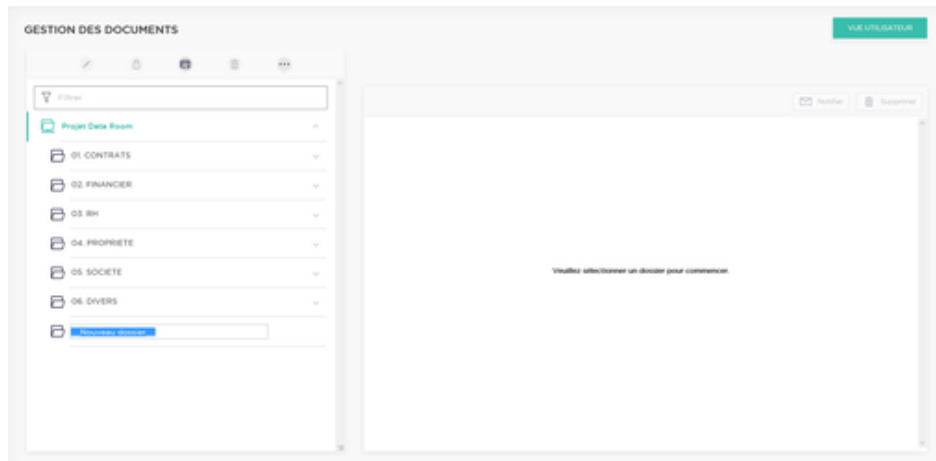 GESTION DES DOCUMENTS
VUE UTILISATEUR
Filtrer
Notifier
Supprimer
Projet Data Room
01. CONTRATS
02. FINANCIER
03. RH
04. PROPRIETE
05. SOCIETE
06. DIVERS
Nouveau dossier
Veuillez sélectionner un dossier pour commencer.